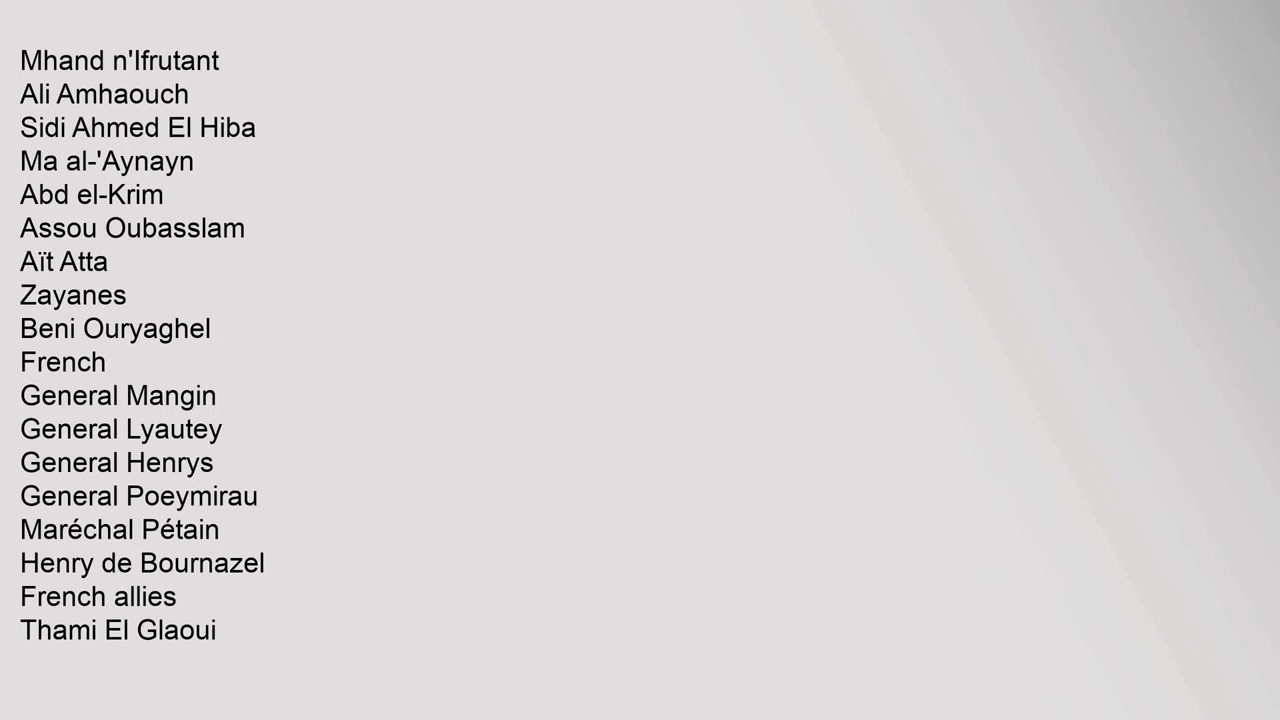 Mhand n'Ifrutant
Ali Amhaouch
Sidi Ahmed El Hiba
Ma al-'Aynayn
Abd el-Krim
Assou Oubasslam
Aït Atta
Zayanes
Beni Ouryaghel
French
General Mangin
General Lyautey
General Henrys
General Poeymirau
Maréchal Pétain
Henry de Bournazel
French allies
Thami El Glaoui